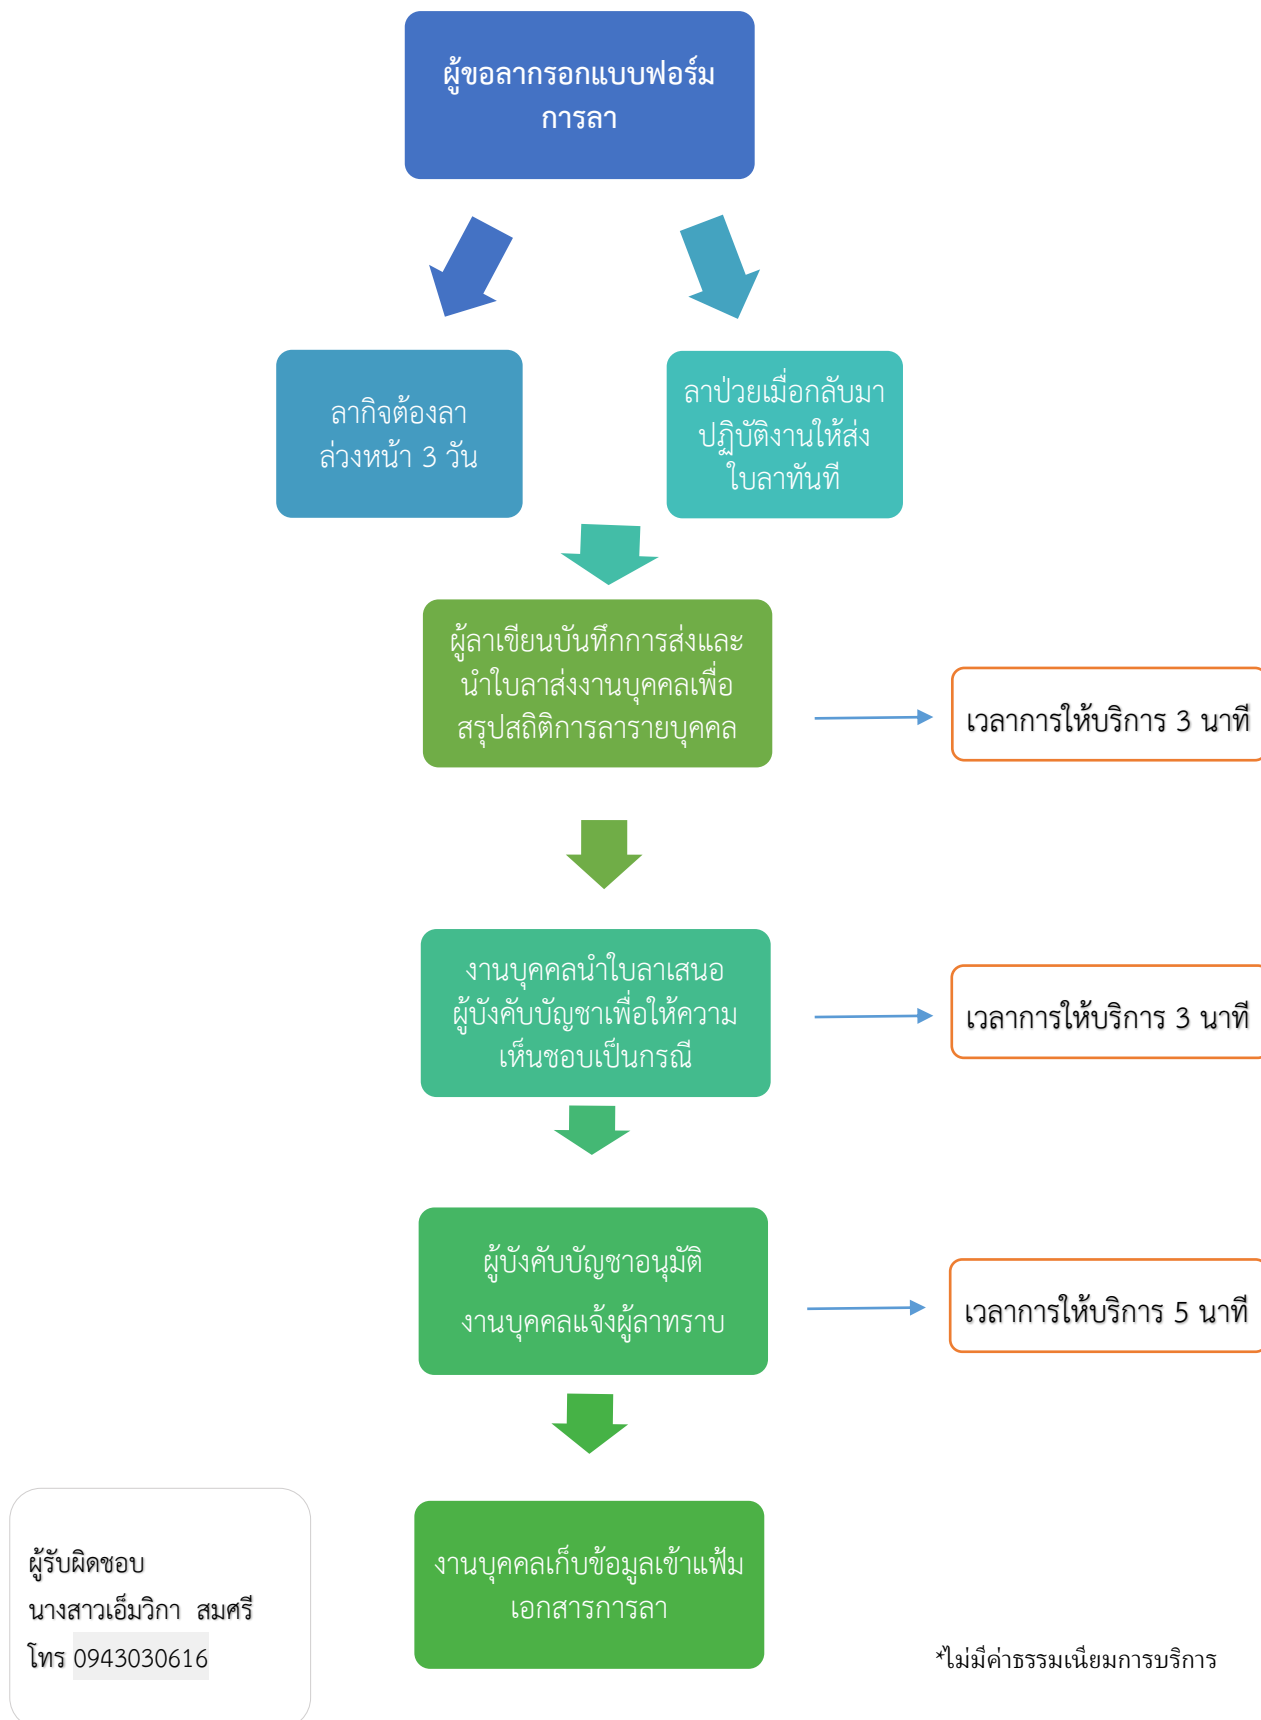 ผู้ขอลากรอกแบบฟอร์ม
การลา
ลากิจต้องลา
ล่วงหน้า 3 วัน
ลาป่วยเมื่อกลับมา
ปฏิบัติงานให้ส่ง
ใบลาทันที
ผู้ลาเขียนบันทึกการส่งและ
นำใบลาส่งงานบุคคลเพื่อ
สรุปสถิติการลารายบุคคล
เวลาการให้บริการ 3 นาที
งานบุคคลนำใบลาเสนอ
ผู้บังคับบัญชาเพื่อให้ความ
เห็นชอบเป็นกรณี
เวลาการให้บริการ 3 นาที
ผู้บังคับบัญชาอนุมัติ
งานบุคคลแจ้งผู้ลาทราบ
เวลาการให้บริการ 5 นาที
งานบุคคลเก็บข้อมูลเข้าแฟ้ม
เอกสารการลา
ผู้รับผิดชอบ
นางสาวเอ็มวิกา สมศรี
โทร 0943030616
*ไม่มีค่าธรรมเนียมการบริการ